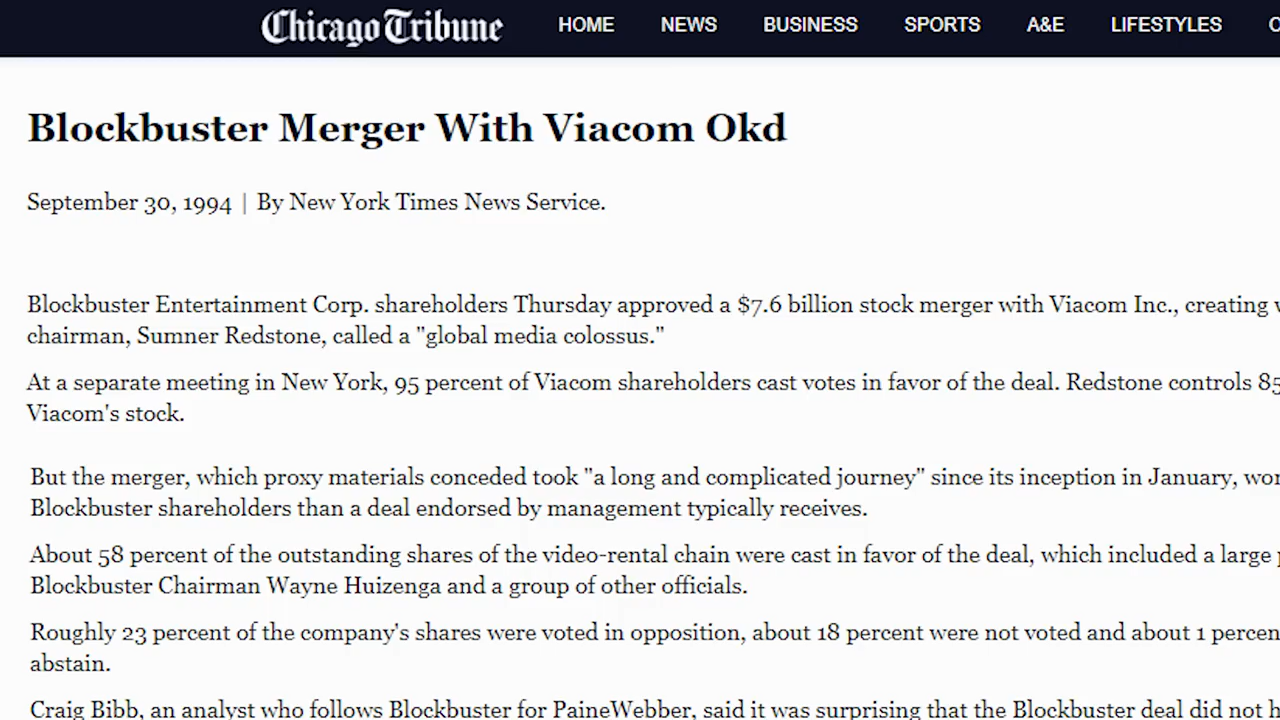 Chicago Tribune HOME NEWS BUSINESS SPORTS A&E LIFESTYLES
Blockbuster Merger With Viacom Okd
September 30, 1994 | By New York Times News Service.
Blockbuster Entertainment Corp. shareholders Thursday approved a $7.6 billion stock merger with Viacom Inc., creating
chairman, Sumner Redstone, called a "global media colossus."
At a separate meeting in New York, 95 percent of Viacom shareholders cast votes in favor of the deal. Redstone controls 85
Viacom's stock.
But the merger, which proxy materials conceded took "a long and complicated journey" since its inception in January,
Blockbuster shareholders than a deal endorsed by management typically receives.
About 58 percent of the outstanding shares of the video-rental chain were cast in favor of the deal, which included a large
Blockbuster Chairman Wayne Huizenga and a group of other officials.
Roughly 23 percent of the company's shares were voted in opposition, about 18 percent were not voted and about 1
abstain.
Craig Bibb, an analyst who follows Blockbuster for PaineWebber, said it was surprising that the Blockbuster deal did not